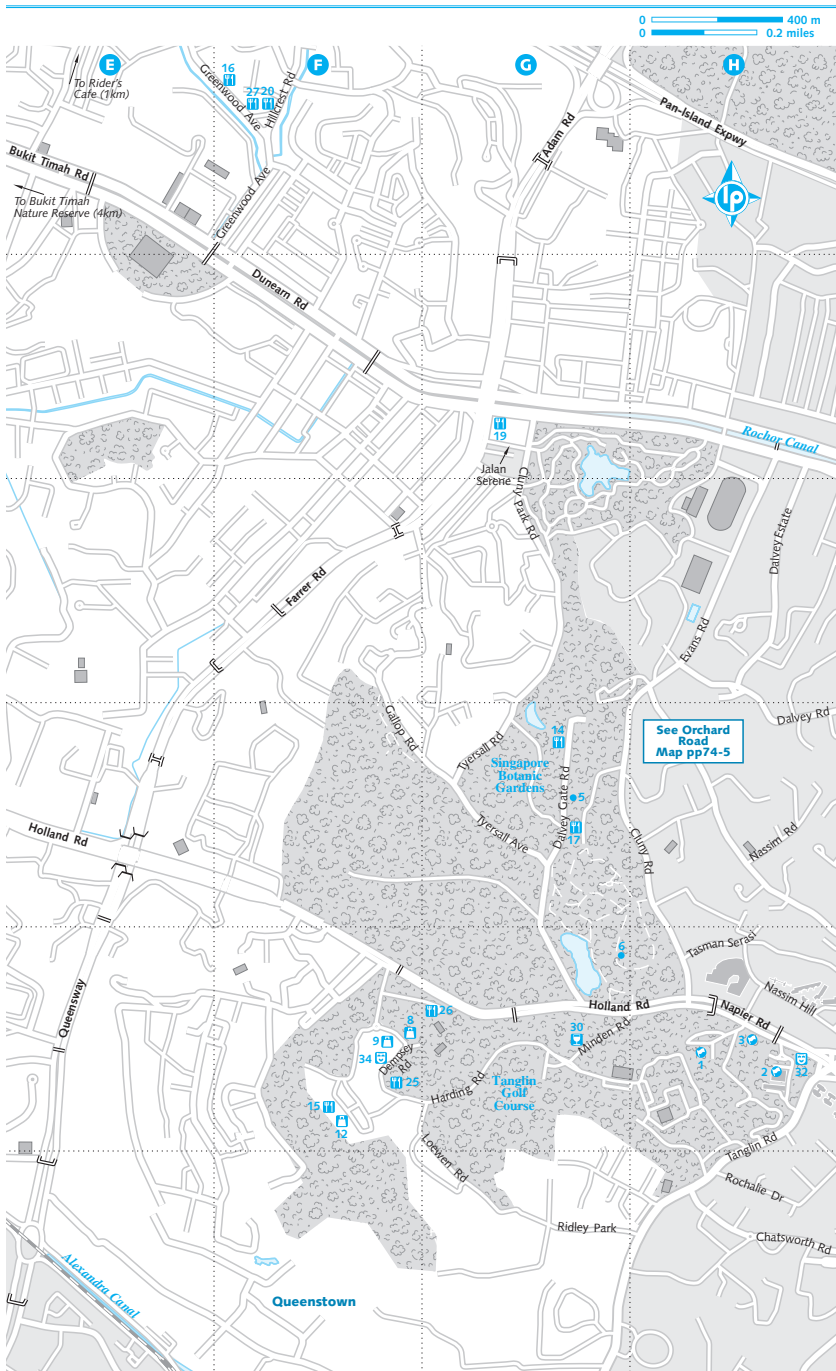 0 400 m
0 0.2 miles
E
F
G
H
To Rider's
Cafe (1km)
16
Greenwood Ave
27 20
Hillcrest Rd
Adam Rd
Pan-Island Expwy
lp
Bukit Timah Rd
To Bukit Timah
Nature Reserve (4km)
Greenwood Ave
Dunearn Rd
19
Rochor Canal
Jalan
Serene
Cluny Park Rd
Dalvey Estate
Farrer Rd
Evans Rd
Gallop Rd
Tyersall Rd
14
Singapore
Botanic
Gardens
See Orchard
Road
Map pp74-5
Dalvey Rd
5
Dalvey Gate Rd
17
Holland Rd
Tyersall Ave
Cluny Rd
Nassim Rd
6
Tasman Serasi
Nassim Hill
Queensway
Holland Rd
Napier Rd
8
26
9
30
Minden Rd
34
Dempsey
Rd
25
3
1
2
32
15
12
Harding Rd
Tanglin
Golf
Course
Loewen Rd
Tanglin Rd
Rochalie Dr
Ridley Park
Chatsworth Rd
Alexandra Canal
Queenstown